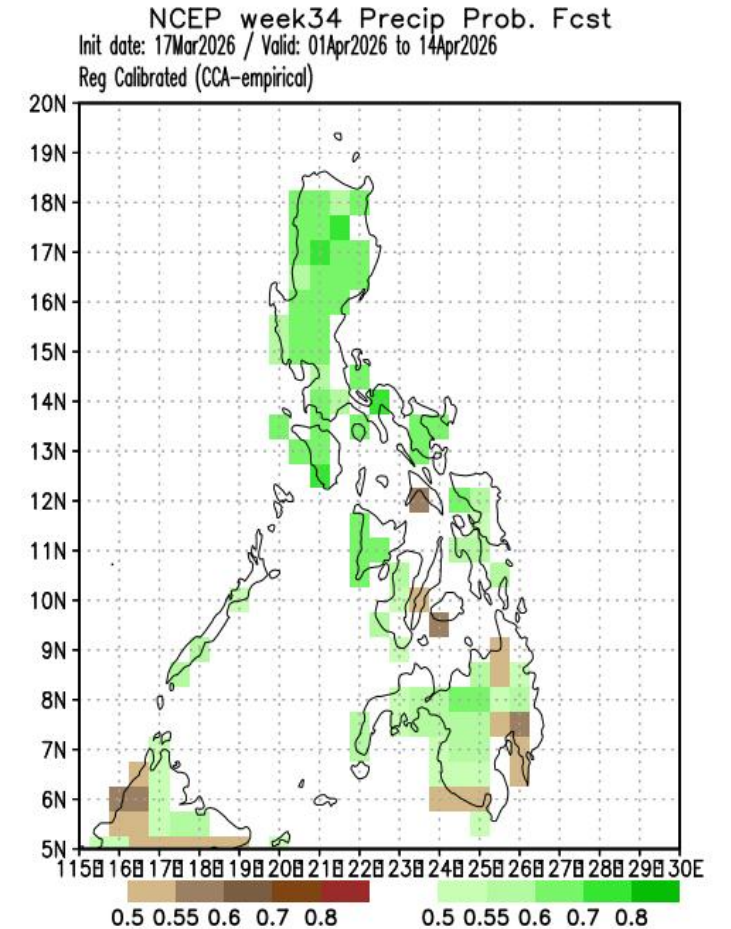 NCEP week34 Precip Prob. Fcst
Init date: 17Mar2026 / Valid: 01Apr2026 to 14Apr2026
Reg Calibrated (CCA-empirical)
20N
19N
18N
17N
16N
15N
14N
13N
12N
11N
10N
9N
8N
7N
6N
5N
115E 116E 117E 118E 119E 120E 121E 122E 123E 124E 125E 126E 127E 128E 129E 130E
0.5 0.55 0.6 0.7 0.8 0.5 0.55 0.6 0.7 0.8